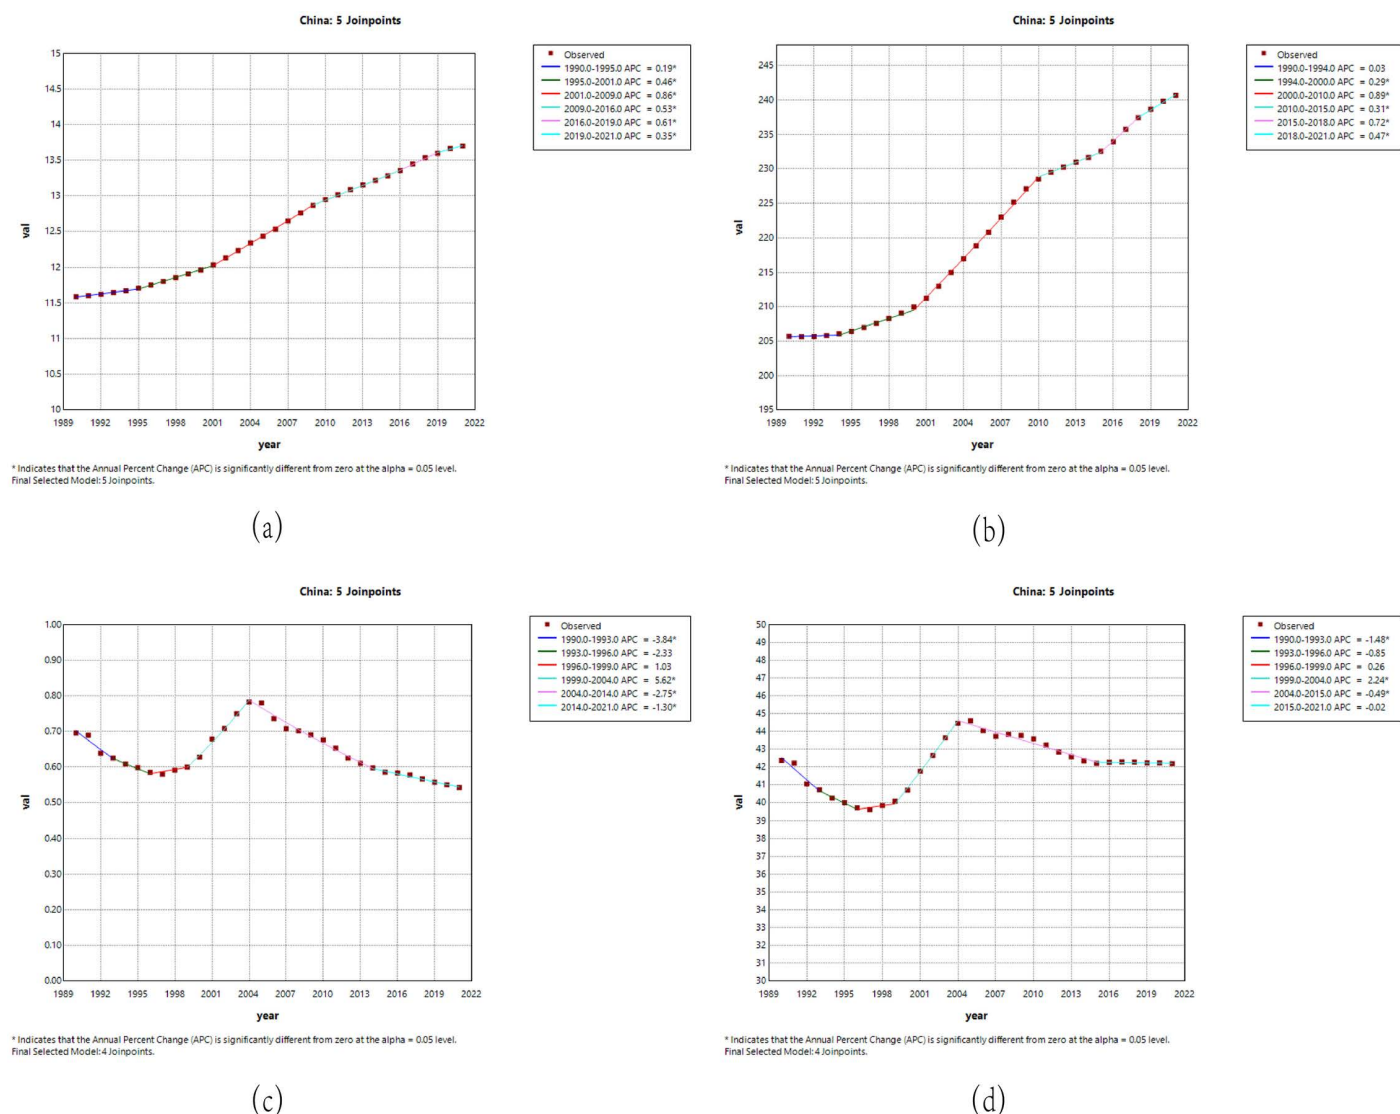 China: 5 Joinpoints
15
14.5
14
13.5
13
12.5
12
11.5
11
10.5
10
val
1989 1992 1995 1998 2001 2004 2007 2010 2013 2016 2019 2022
year
Observed
1990.0-1995.0 APC = 0.19*
1995.0-2001.0 APC = 0.46*
2001.0-2009.0 APC = 0.86*
2009.0-2016.0 APC = 0.53*
2016.0-2019.0 APC = 0.61*
2019.0-2021.0 APC = 0.35*
* Indicates that the Annual Percent Change (APC) is significantly different from zero at the alpha = 0.05 level.
Final Selected Model: 5 Joinpoints.
(a)
China: 5 Joinpoints
245
240
235
230
225
220
215
210
205
200
195
val
1989 1992 1995 1998 2001 2004 2007 2010 2013 2016 2019 2022
year
Observed
1990.0-1994.0 APC = 0.03
1994.0-2000.0 APC = 0.29*
2000.0-2010.0 APC = 0.89*
2010.0-2015.0 APC = 0.31*
2015.0-2018.0 APC = 0.72*
2018.0-2021.0 APC = 0.47*
* Indicates that the Annual Percent Change (APC) is significantly different from zero at the alpha = 0.05 level.
Final Selected Model: 5 Joinpoints.
(b)
China: 5 Joinpoints
1.00
0.90
0.80
0.70
0.60
0.50
0.40
0.30
0.20
0.10
0.00
val
1989 1992 1995 1998 2001 2004 2007 2010 2013 2016 2019 2022
year
Observed
1990.0-1993.0 APC = -3.84*
1993.0-1996.0 APC = -2.33
1996.0-1999.0 APC = 1.03
1999.0-2004.0 APC = 5.62*
2004.0-2014.0 APC = -2.75*
2014.0-2021.0 APC = -1.30*
* Indicates that the Annual Percent Change (APC) is significantly different from zero at the alpha = 0.05 level.
Final Selected Model: 4 Joinpoints.
(c)
China: 5 Joinpoints
50
49
48
47
46
45
44
43
42
41
40
39
38
37
36
35
34
33
32
31
30
val
1989 1992 1995 1998 2001 2004 2007 2010 2013 2016 2019 2022
year
Observed
1990.0-1993.0 APC = -1.48*
1993.0-1996.0 APC = -0.85
1996.0-1999.0 APC = 0.26
1999.0-2004.0 APC = 2.24*
2004.0-2015.0 APC = -0.49*
2015.0-2021.0 APC = -0.02
* Indicates that the Annual Percent Change (APC) is significantly different from zero at the alpha = 0.05 level.
Final Selected Model: 4 Joinpoints.
(d)